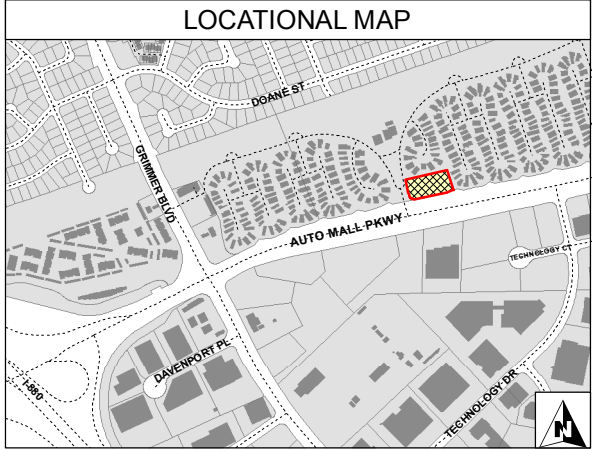 LOCATIONAL MAP
DOANE ST
GRIMMER BLVD
AUTO MALL PKWY
TECHNOLOGY CT
DAVENPORT PL
I-880
TECHNOLOGY DR
N